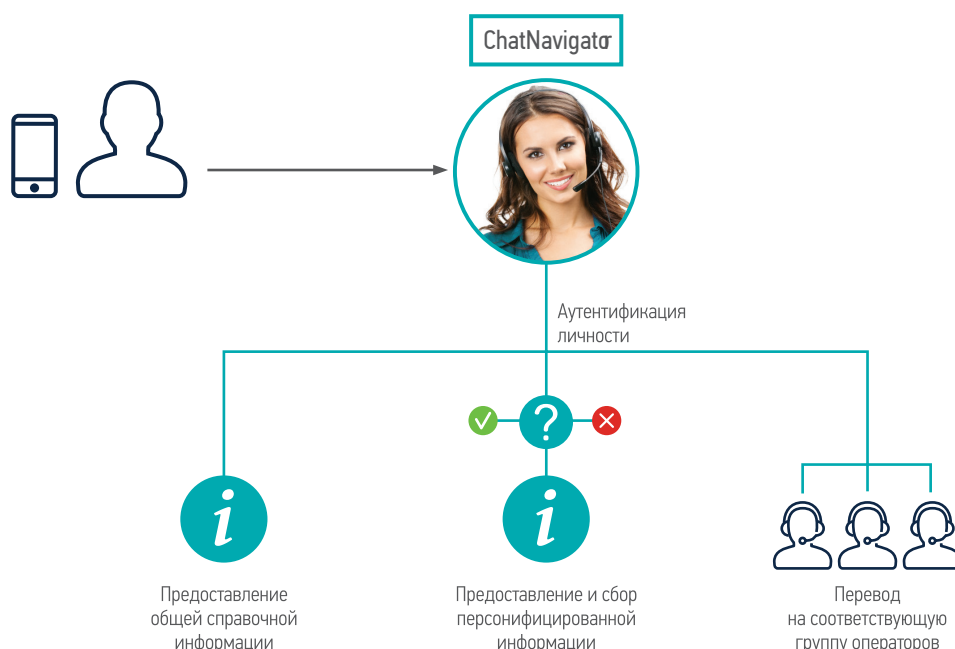 ChatNavigator
Аутентификация
личности
?
i
i
Предоставление
общей справочной
информации
Предоставление и сбор
персонифицированной
информации
Перевод
на соответствующую
группу операторов